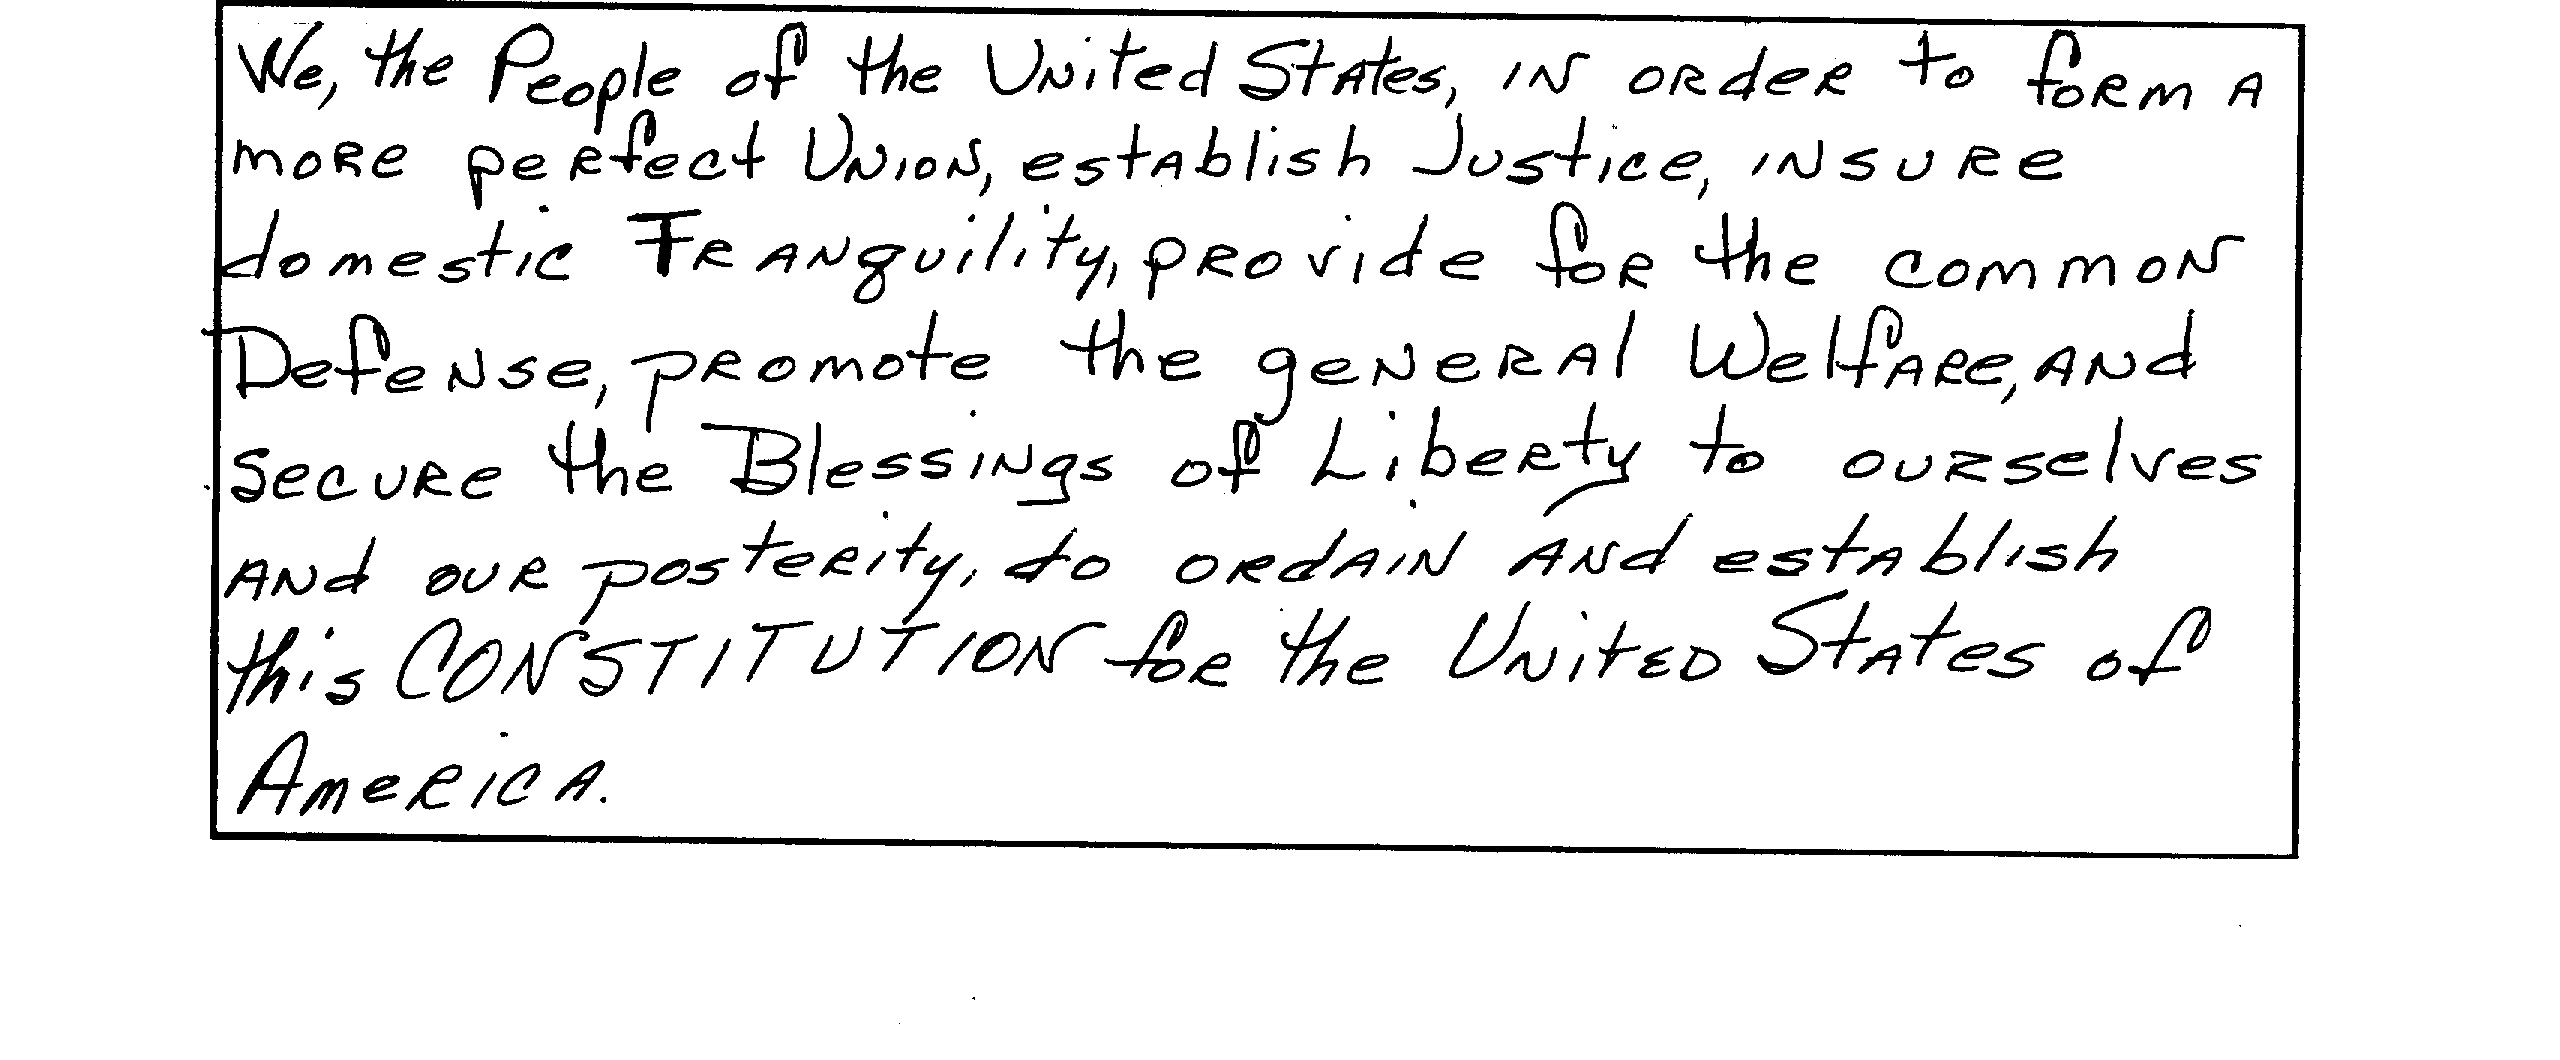 We, the People of the United States, in order to form a
more perfect Union, establish Justice, insure
domestic Tranquility, provide for the common
Defense, promote the general Welfare, and
secure the Blessings of Liberty to ourselves
and our posterity, do ordain and establish
this CONSTITUTION for the United States of
America.